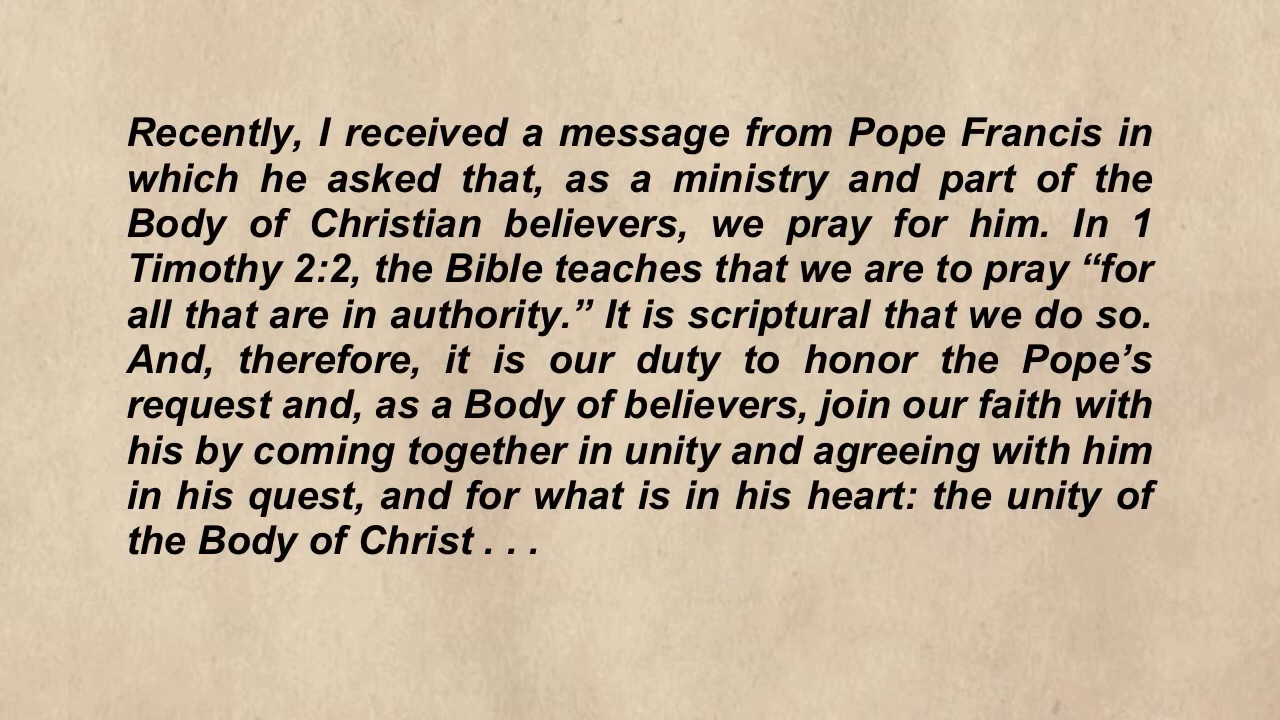 Recently, I received a message from Pope Francis in
which he asked that, as a ministry and part of the
Body of Christian believers, we pray for him. In 1
Timothy 2:2, the Bible teaches that we are to pray “for
all that are in authority.” It is scriptural that we do so.
And, therefore, it is our duty to honor the Pope’s
request and, as a Body of believers, join our faith with
his by coming together in unity and agreeing with him
in his quest, and for what is in his heart: the unity of
the Body of Christ . . .